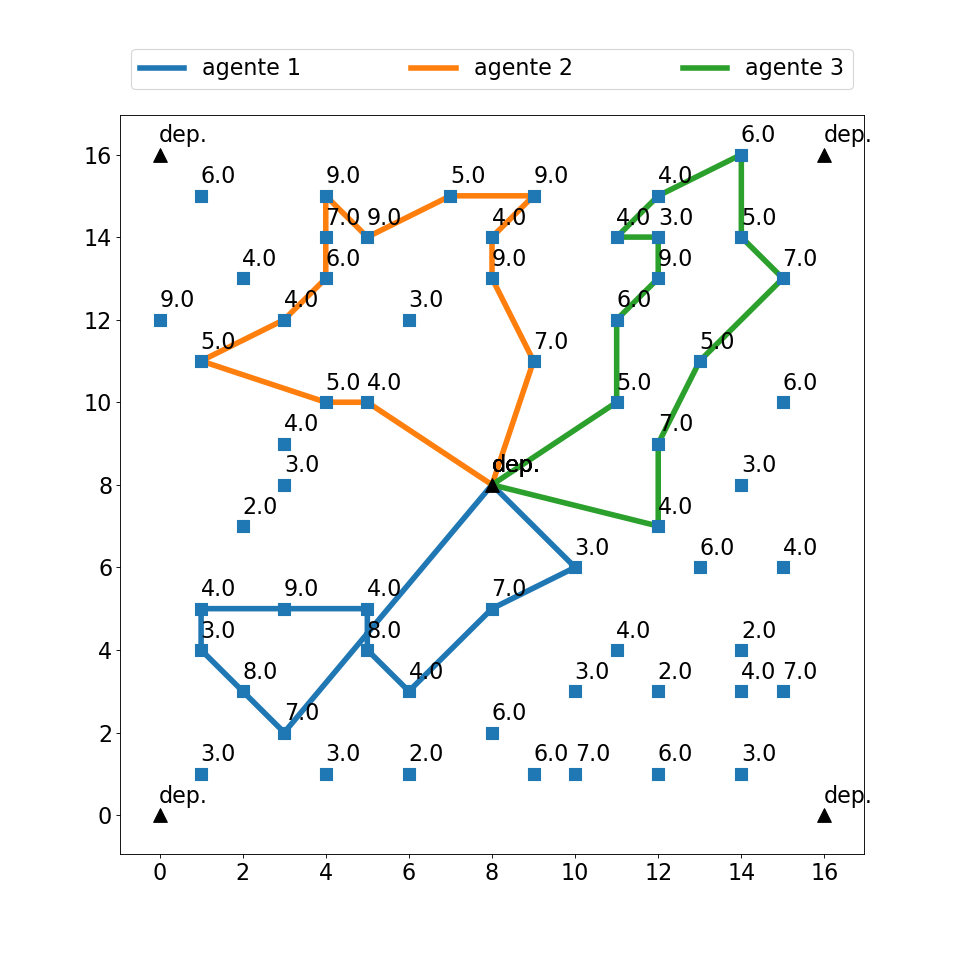 agente 1 agente 2 agente 3
dep. 6.0 dep.
16
6.0 9.0 5.0 9.0 4.0
7.0 9.0 4.0 4.0 3.0 5.0
14
4.0 6.0 9.0 9.0 7.0
9.0 4.0 3.0 6.0
12
5.0 7.0 5.0
5.0 4.0 5.0 6.0
10
4.0 7.0
3.0 dep. 3.0
8
2.0 4.0
3.0 6.0 4.0
6
4.0 9.0 4.0 7.0
3.0 8.0 4.0 2.0
4
8.0 4.0 3.0 2.0 4.0 7.0
7.0 6.0
2
3.0 3.0 2.0 6.0 7.0 6.0 3.0
dep. dep.
0
0 2 4 6 8 10 12 14 16